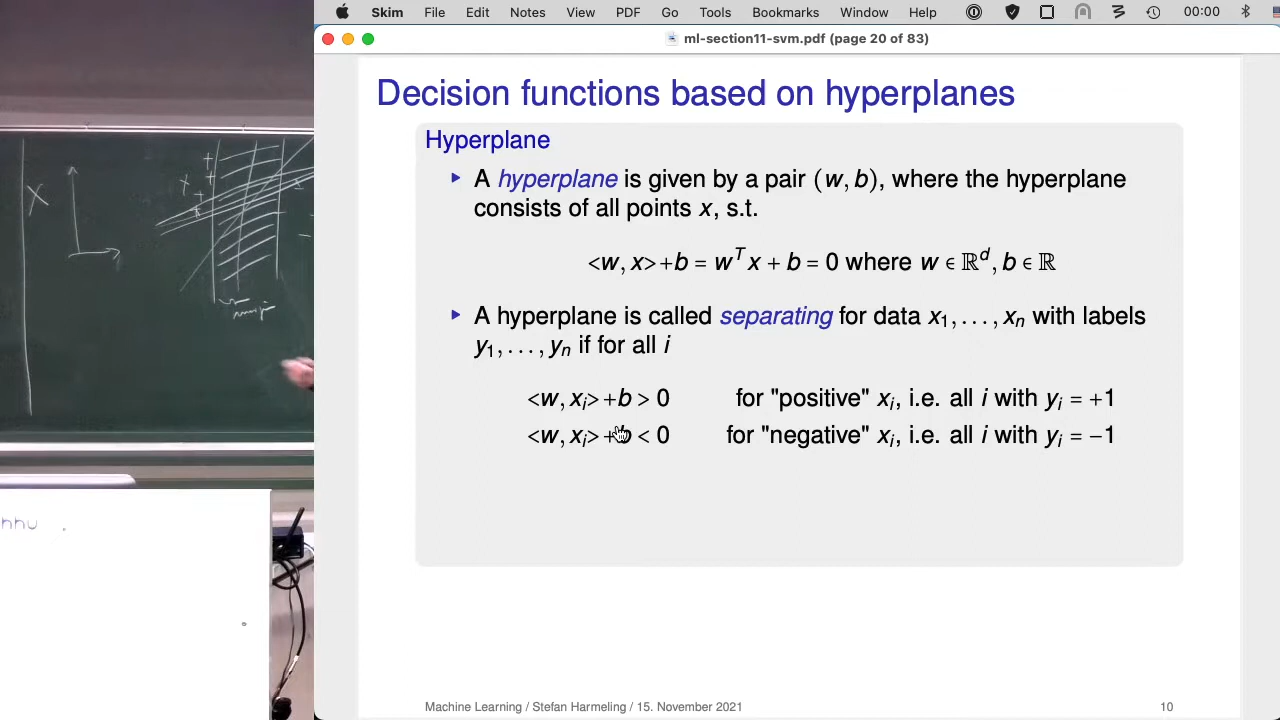 Skim File Edit Notes View PDF Go Tools Bookmarks Window Help 00:00
ml-section11-svm.pdf (page 20 of 83)
Decision functions based on hyperplanes
Hyperplane
A hyperplane is given by a pair (w, b), where the hyperplane
consists of all points x, s.t.
<w, x>+b = wᵀx + b = 0 where w ∈ ℝᵈ, b ∈ ℝ
A hyperplane is called separating for data x₁, . . . , xₙ with labels
y₁, . . . , yₙ if for all i
<w, xᵢ>+b > 0 for "positive" xᵢ, i.e. all i with yᵢ = +1
<w, xᵢ>+b < 0 for "negative" xᵢ, i.e. all i with yᵢ = −1
Machine Learning / Stefan Harmeling / 15. November 2021 10
X
hhu